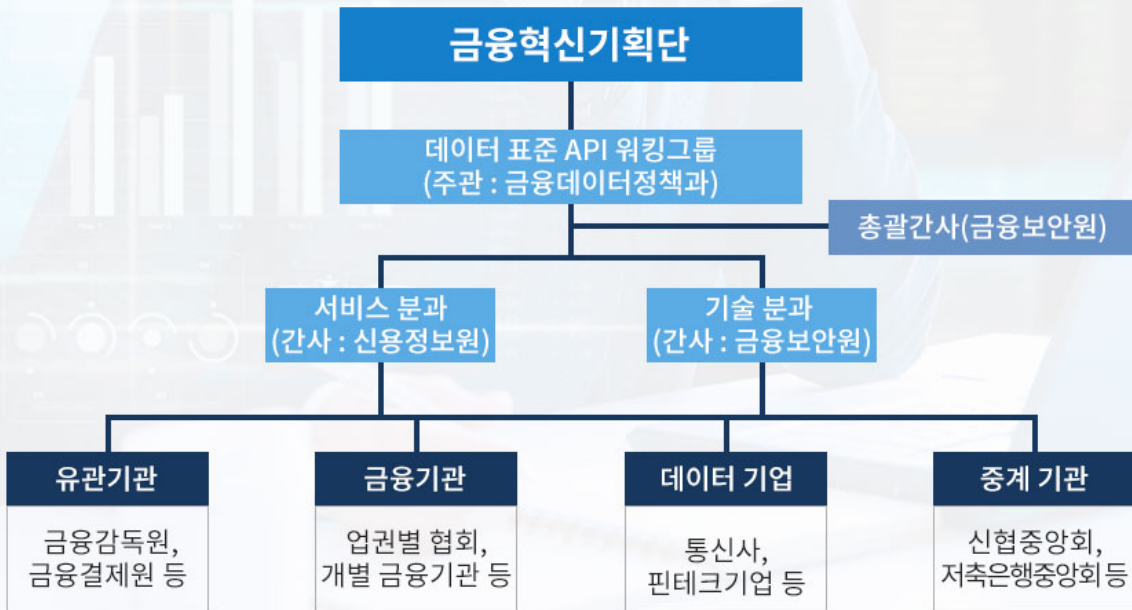 금융혁신기획단
데이터 표준 API 워킹그룹
(주관 : 금융데이터정책과)
총괄간사(금융보안원)
서비스 분과
(간사 : 신용정보원)
기술 분과
(간사 : 금융보안원)
유관기관
금융감독원,
금융결제원 등
금융기관
업권별 협회,
개별 금융기관 등
데이터 기업
통신사,
핀테크기업 등
중계 기관
신협중앙회,
저축은행중앙회 등